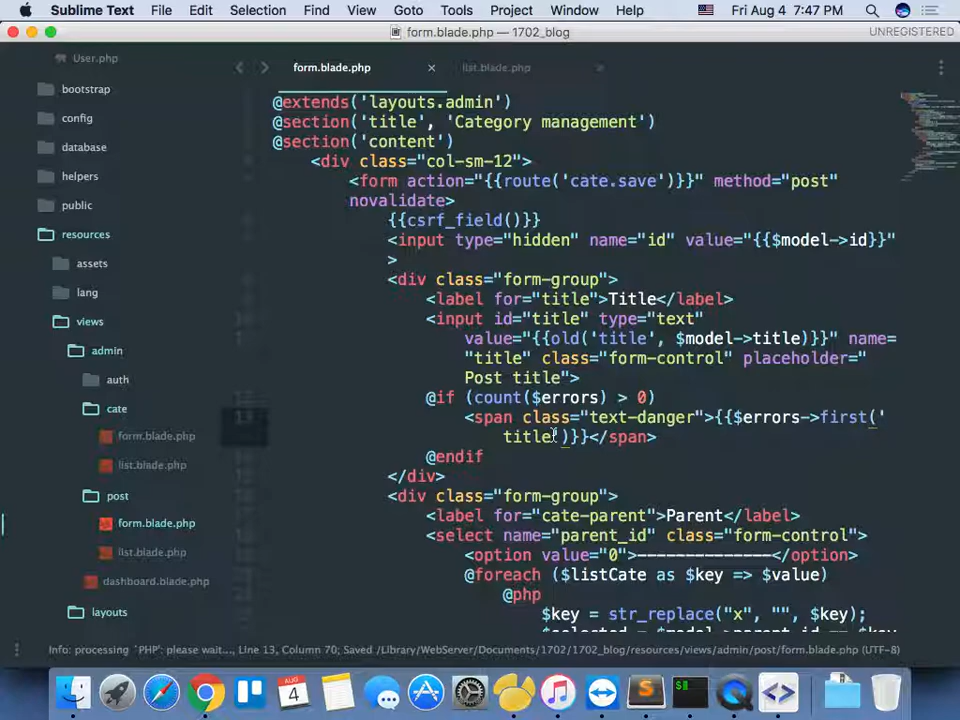 Sublime Text File Edit Selection Find View Goto Tools Project Window Help Fri Aug 4 7:47 PM
form.blade.php — 1702_blog UNREGISTERED
User.php
bootstrap
config
database
helpers
public
resources
assets
lang
views
admin
auth
cate
form.blade.php
list.blade.php
post
form.blade.php
list.blade.php
dashboard.blade.php
layouts
form.blade.php list.blade.php
@extends('layouts.admin')
@section('title', 'Category management')
@section('content')
<div class="col-sm-12">
<form action="{{route('cate.save')}}" method="post"
novalidate>
{{csrf_field()}}
<input type="hidden" name="id" value="{{$model->id}}"
>
<div class="form-group">
<label for="title">Title</label>
<input id="title" type="text"
value="{{old('title', $model->title)}}" name=
"title" class="form-control" placeholder="
Post title">
@if (count($errors) > 0)
<span class="text-danger">{{$errors->first('
title')}}</span>
@endif
</div>
<div class="form-group">
<label for="cate-parent">Parent</label>
<select name="parent_id" class="form-control">
<option value="0">--------------</option>
@foreach ($listCate as $key => $value)
@php
$key = str_replace("x", "", $key);
$selected = $model->parent_id == $key
13
Info: processing `PHP`: please wait..., Line 13, Column 70; Saved /Library/WebServer/Documents/1702/1702_blog/resources/views/admin/post/form.blade.php (UTF-8)
AUG
4